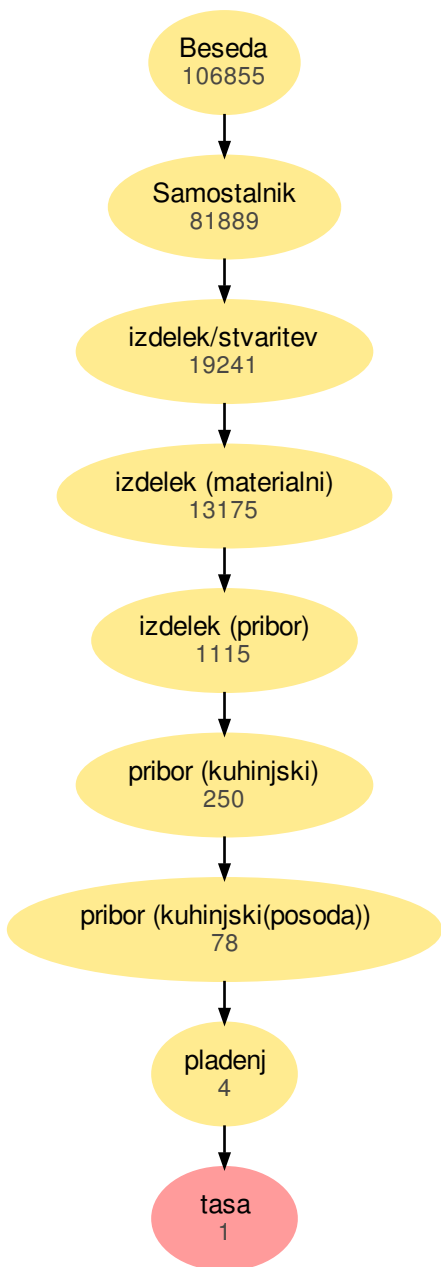 Beseda
106855
Samostalnik
81889
izdelek/stvaritev
19241
izdelek (materialni)
13175
izdelek (pribor)
1115
pribor (kuhinjski)
250
pribor (kuhinjski(posoda))
78
pladenj
4
tasa
1